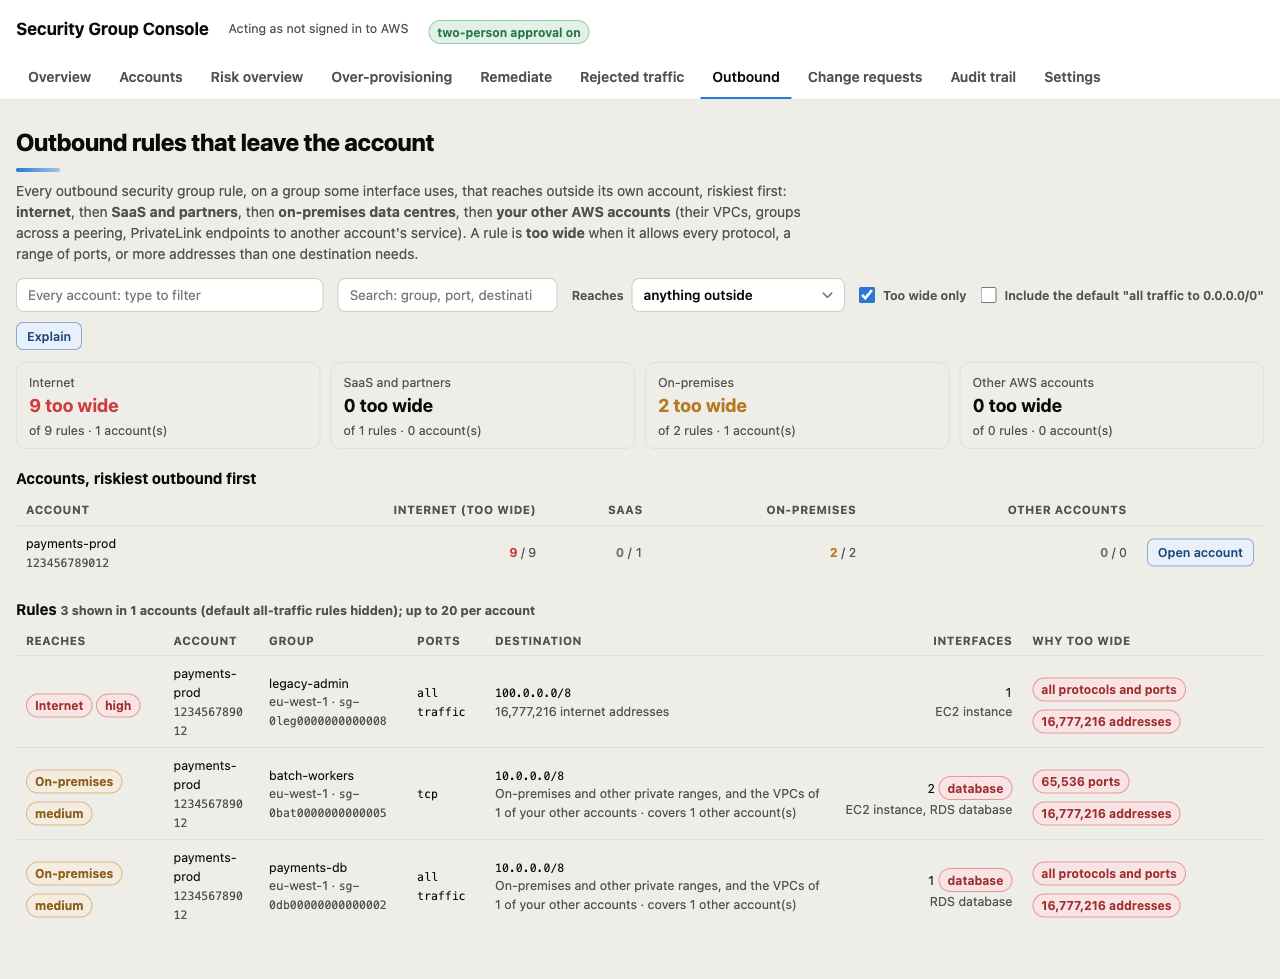 Security Group Console
Acting as not signed in to AWS
two-person approval on
Overview
Accounts
Risk overview
Over-provisioning
Remediate
Rejected traffic
Outbound
Change requests
Audit trail
Settings
Outbound rules that leave the account
Every outbound security group rule, on a group some interface uses, that reaches outside its own account, riskiest first:
internet, then SaaS and partners, then on-premises data centres, then your other AWS accounts (their VPCs, groups
across a peering, PrivateLink endpoints to another account's service). A rule is too wide when it allows every protocol, a
range of ports, or more addresses than one destination needs.
Every account: type to filter
Search: group, port, destinati
Reaches
anything outside
Too wide only
Include the default "all traffic to 0.0.0.0/0"
Explain
Internet
9 too wide
of 9 rules · 1 account(s)
SaaS and partners
0 too wide
of 1 rules · 0 account(s)
On-premises
2 too wide
of 2 rules · 1 account(s)
Other AWS accounts
0 too wide
of 0 rules · 0 account(s)
Accounts, riskiest outbound first
ACCOUNT
INTERNET (TOO WIDE)
SAAS
ON-PREMISES
OTHER ACCOUNTS
payments-prod
123456789012
9 / 9
0 / 1
2 / 2
0 / 0
Open account
Rules 3 shown in 1 accounts (default all-traffic rules hidden); up to 20 per account
REACHES
ACCOUNT
GROUP
PORTS
DESTINATION
INTERFACES
WHY TOO WIDE
Internet
high
payments-
prod
1234567890
12
legacy-admin
eu-west-1 · sg-
0leg0000000000008
all
traffic
100.0.0.0/8
16,777,216 internet addresses
1
EC2 instance
all protocols and ports
16,777,216 addresses
On-premises
medium
payments-
prod
1234567890
12
batch-workers
eu-west-1 · sg-
0bat0000000000005
tcp
10.0.0.0/8
On-premises and other private ranges, and the VPCs of
1 of your other accounts · covers 1 other account(s)
2 database
EC2 instance, RDS database
65,536 ports
16,777,216 addresses
On-premises
medium
payments-
prod
1234567890
12
payments-db
eu-west-1 · sg-
0db00000000000002
all
traffic
10.0.0.0/8
On-premises and other private ranges, and the VPCs of
1 of your other accounts · covers 1 other account(s)
1 database
RDS database
all protocols and ports
16,777,216 addresses